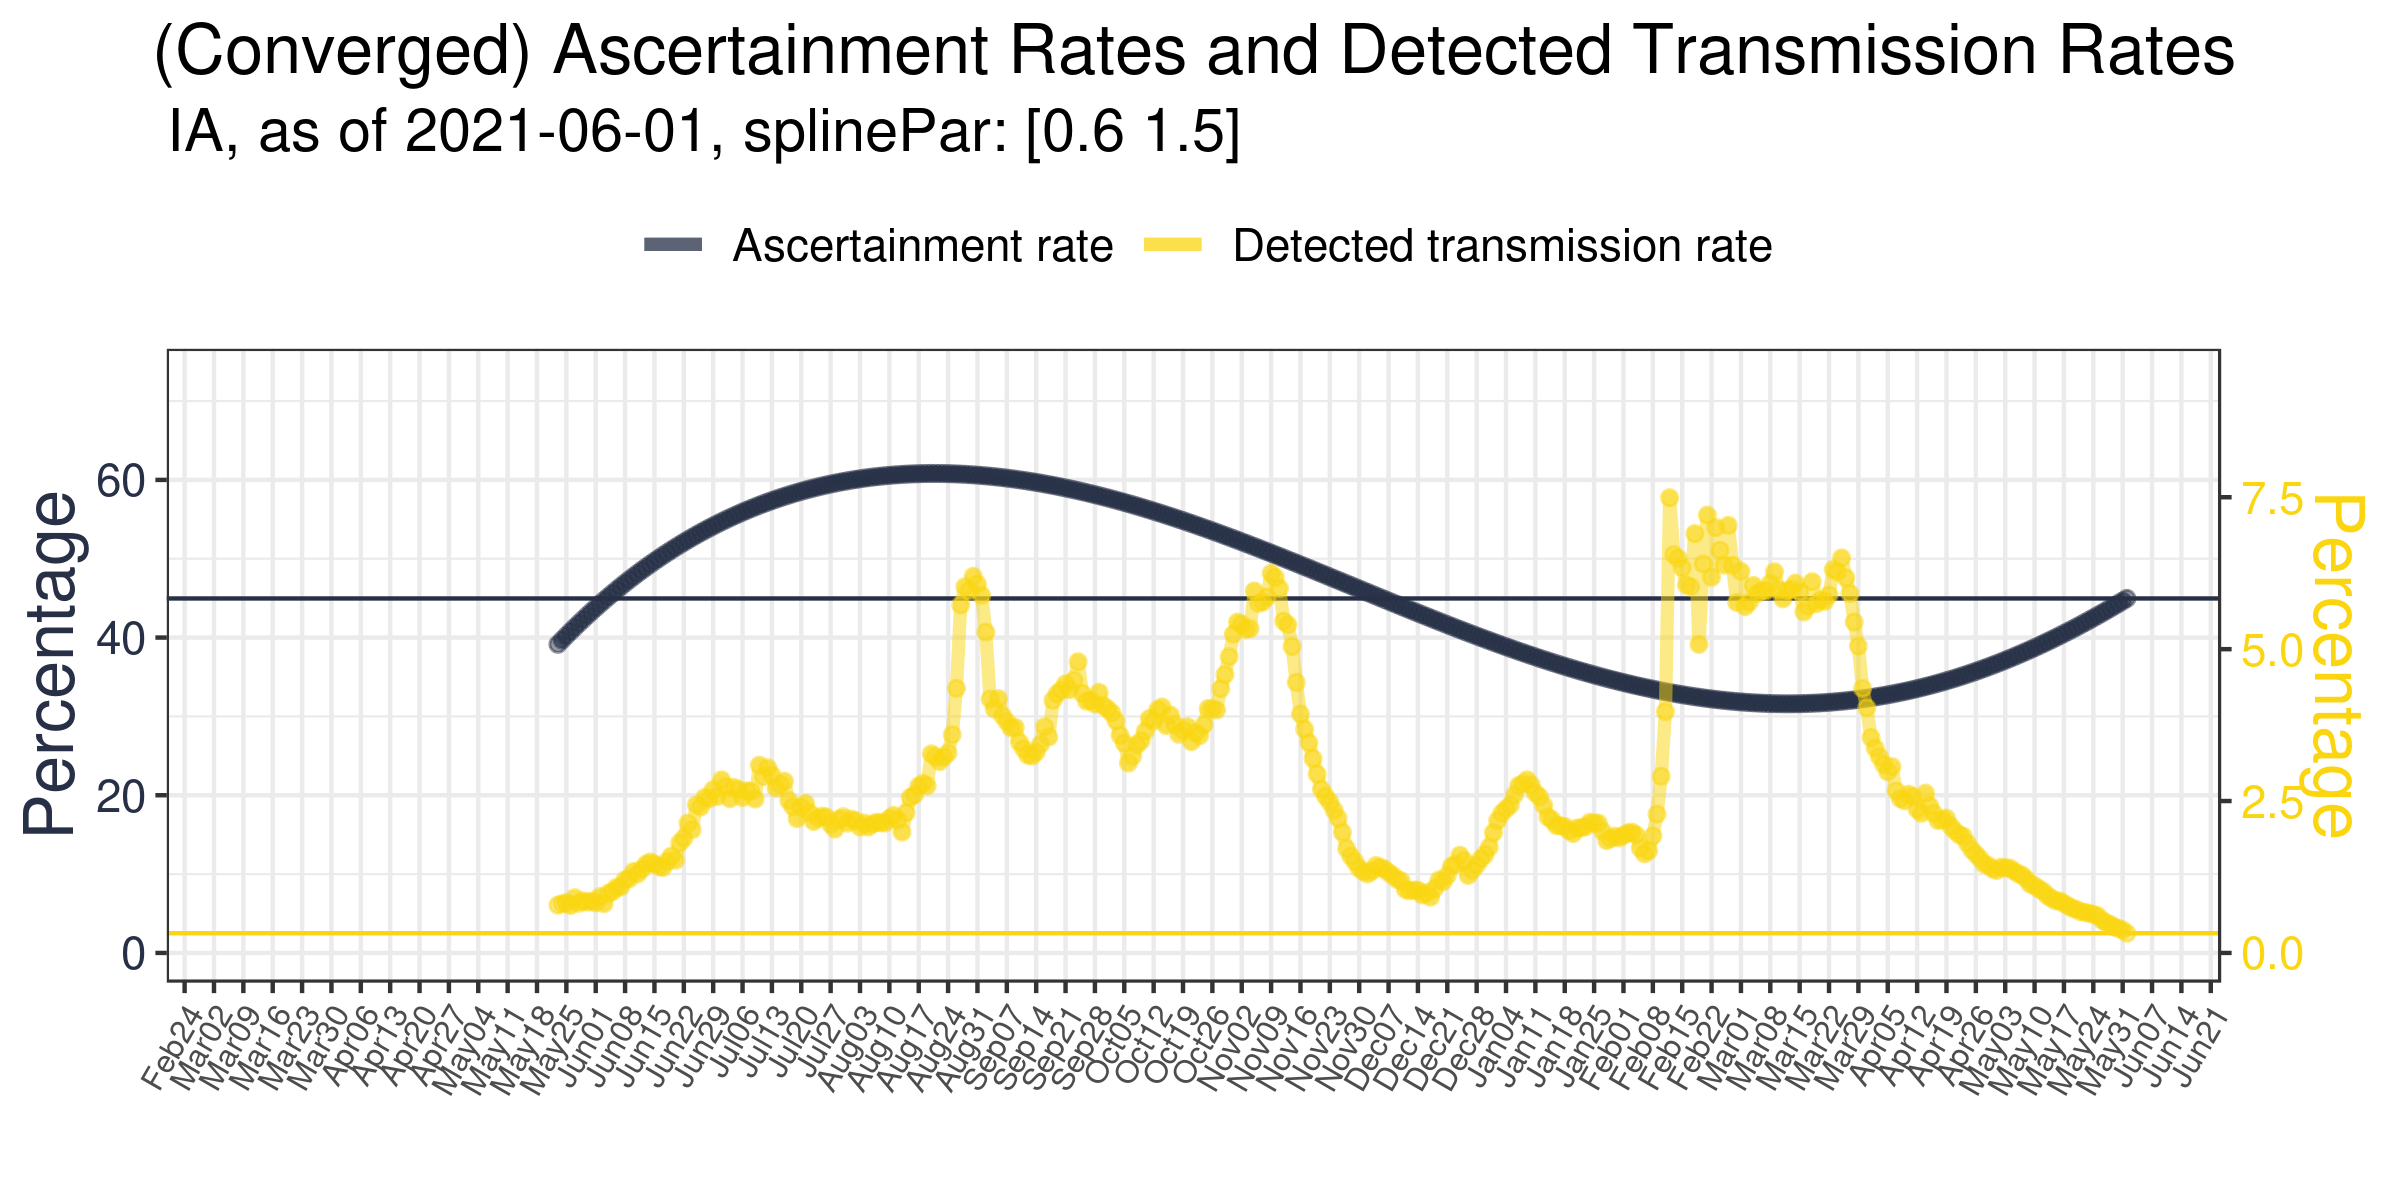 (Converged) Ascertainment Rates and Detected Transmission Rates
IA, as of 2021-06-01, splinePar: [0.6 1.5]
Ascertainment rate
Detected transmission rate
Percentage
60
40
20
0
7.5
5.0
2.5
0.0
Percentage
Feb24
Mar02
Mar09
Mar16
Mar23
Mar30
Apr06
Apr13
Apr20
Apr27
May04
May11
May18
May25
Jun01
Jun08
Jun15
Jun22
Jun29
Jul06
Jul13
Jul20
Jul27
Aug03
Aug10
Aug17
Aug24
Aug31
Sep07
Sep14
Sep21
Sep28
Oct05
Oct12
Oct19
Oct26
Nov02
Nov09
Nov16
Nov23
Nov30
Dec07
Dec14
Dec21
Dec28
Jan04
Jan11
Jan18
Jan25
Feb01
Feb08
Feb15
Feb22
Mar01
Mar08
Mar15
Mar22
Mar29
Apr05
Apr12
Apr19
Apr26
May03
May10
May17
May24
May31
Jun07
Jun14
Jun21